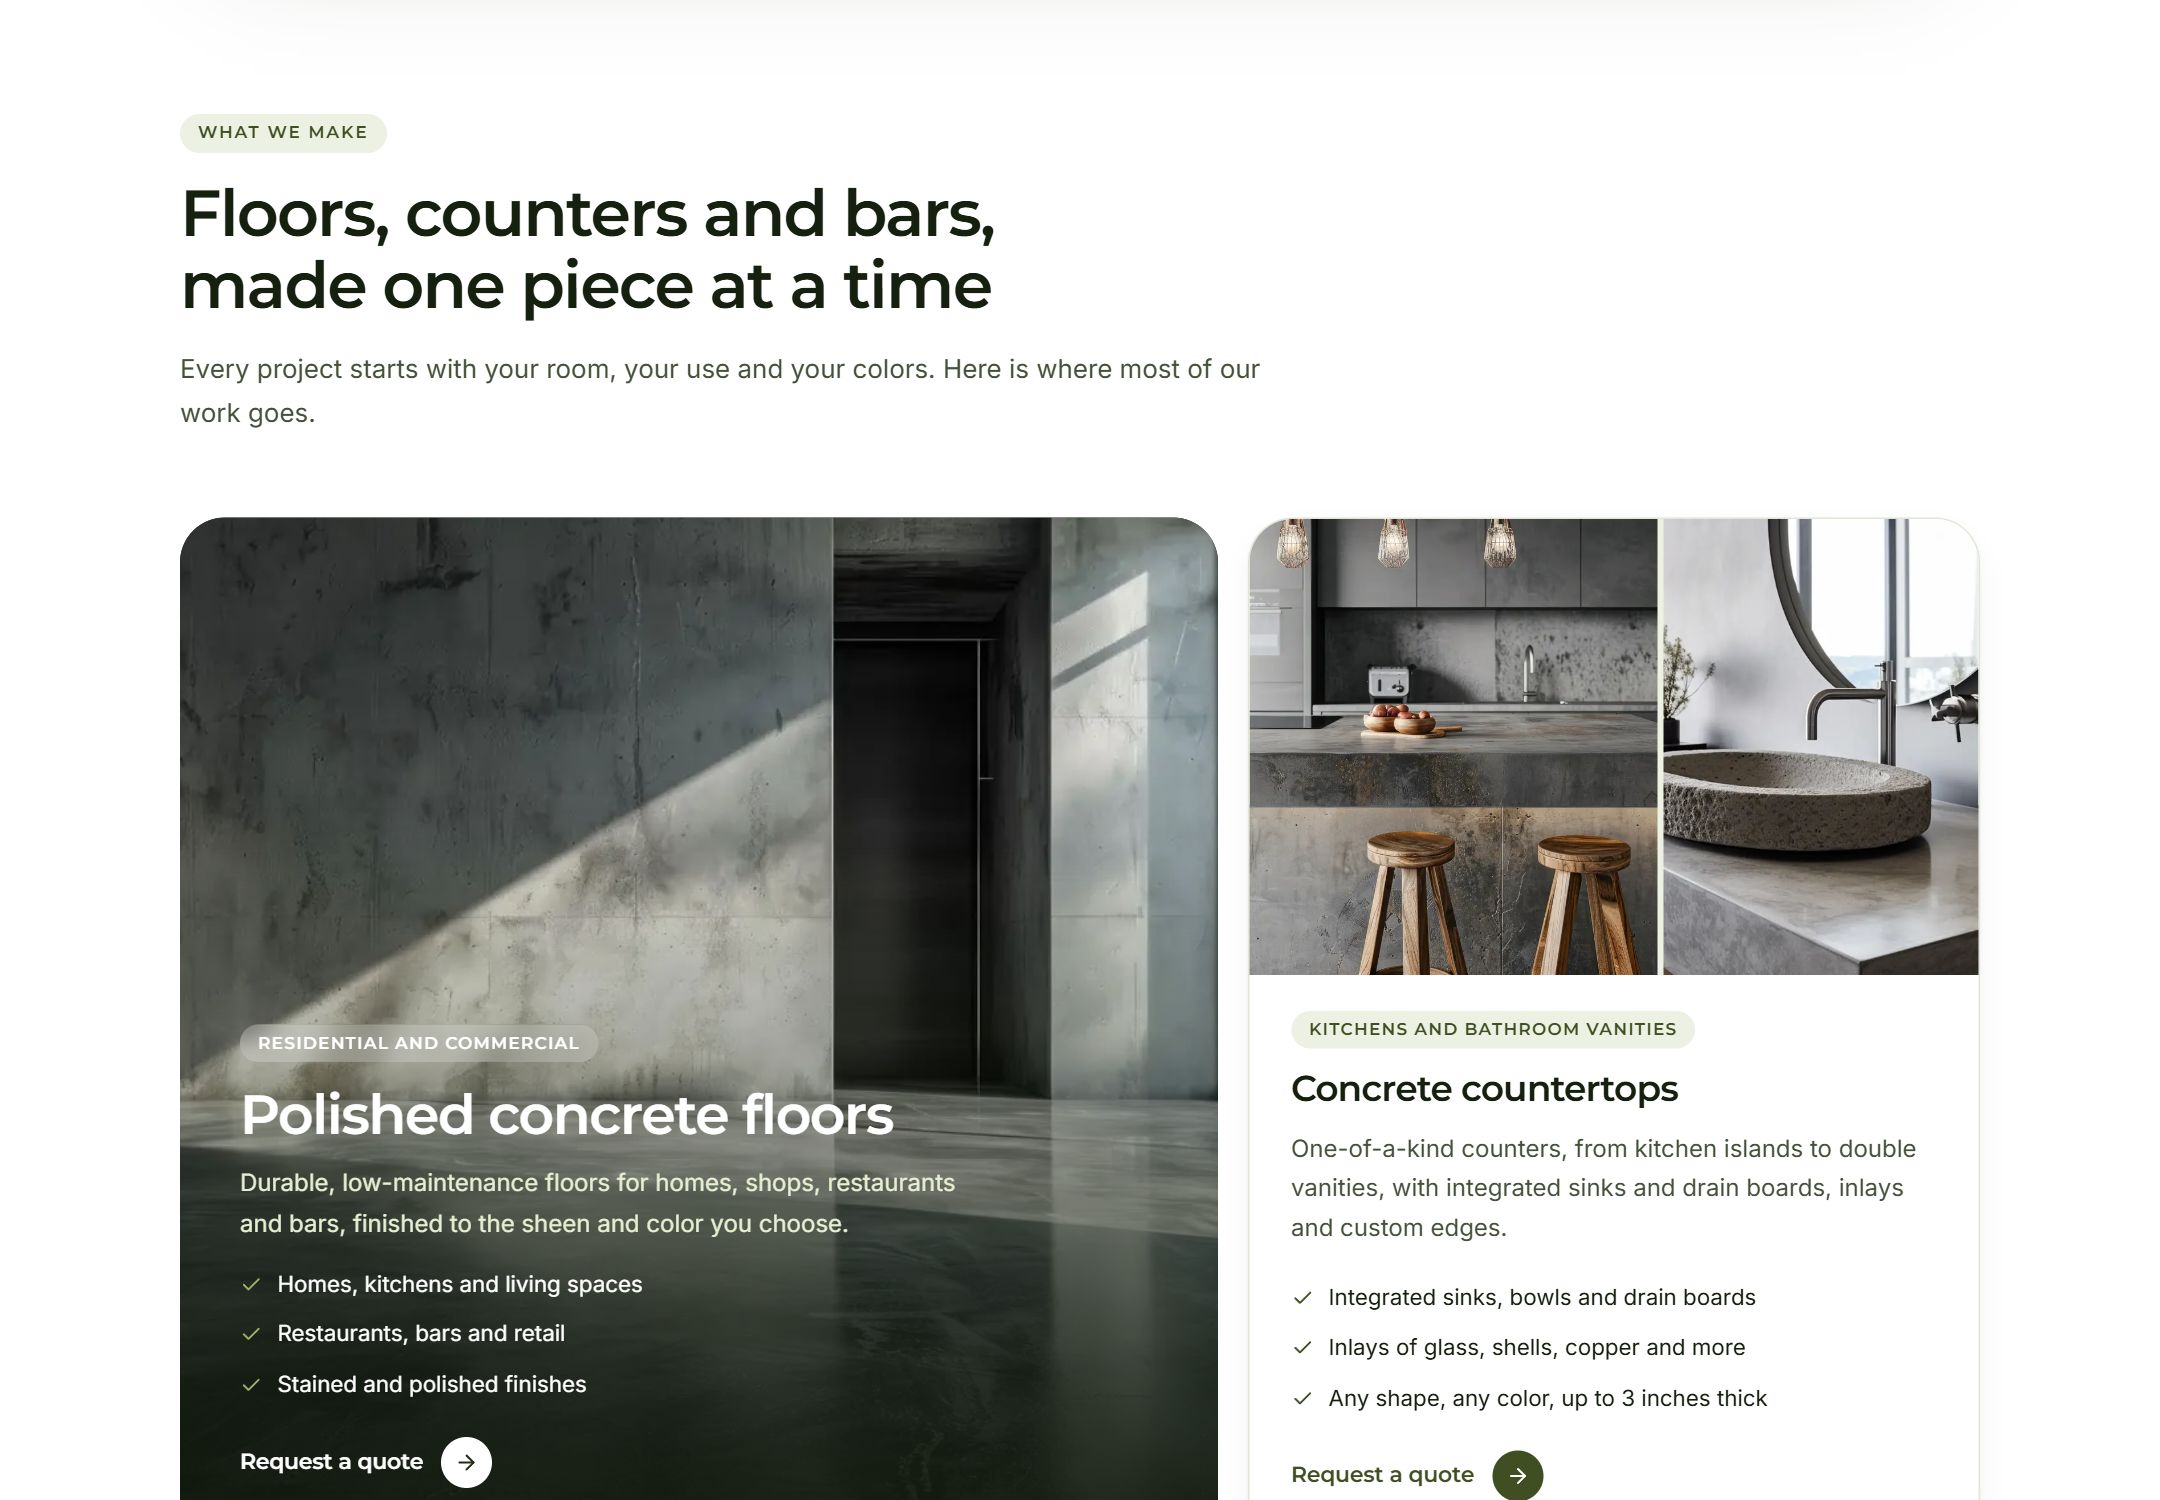 WHAT WE MAKE
Floors, counters and bars,
made one piece at a time
Every project starts with your room, your use and your colors. Here is where most of our
work goes.
RESIDENTIAL AND COMMERCIAL
Polished concrete floors
Durable, low-maintenance floors for homes, shops, restaurants
and bars, finished to the sheen and color you choose.
Homes, kitchens and living spaces
Restaurants, bars and retail
Stained and polished finishes
Request a quote
KITCHENS AND BATHROOM VANITIES
Concrete countertops
One-of-a-kind counters, from kitchen islands to double
vanities, with integrated sinks and drain boards, inlays
and custom edges.
Integrated sinks, bowls and drain boards
Inlays of glass, shells, copper and more
Any shape, any color, up to 3 inches thick
Request a quote